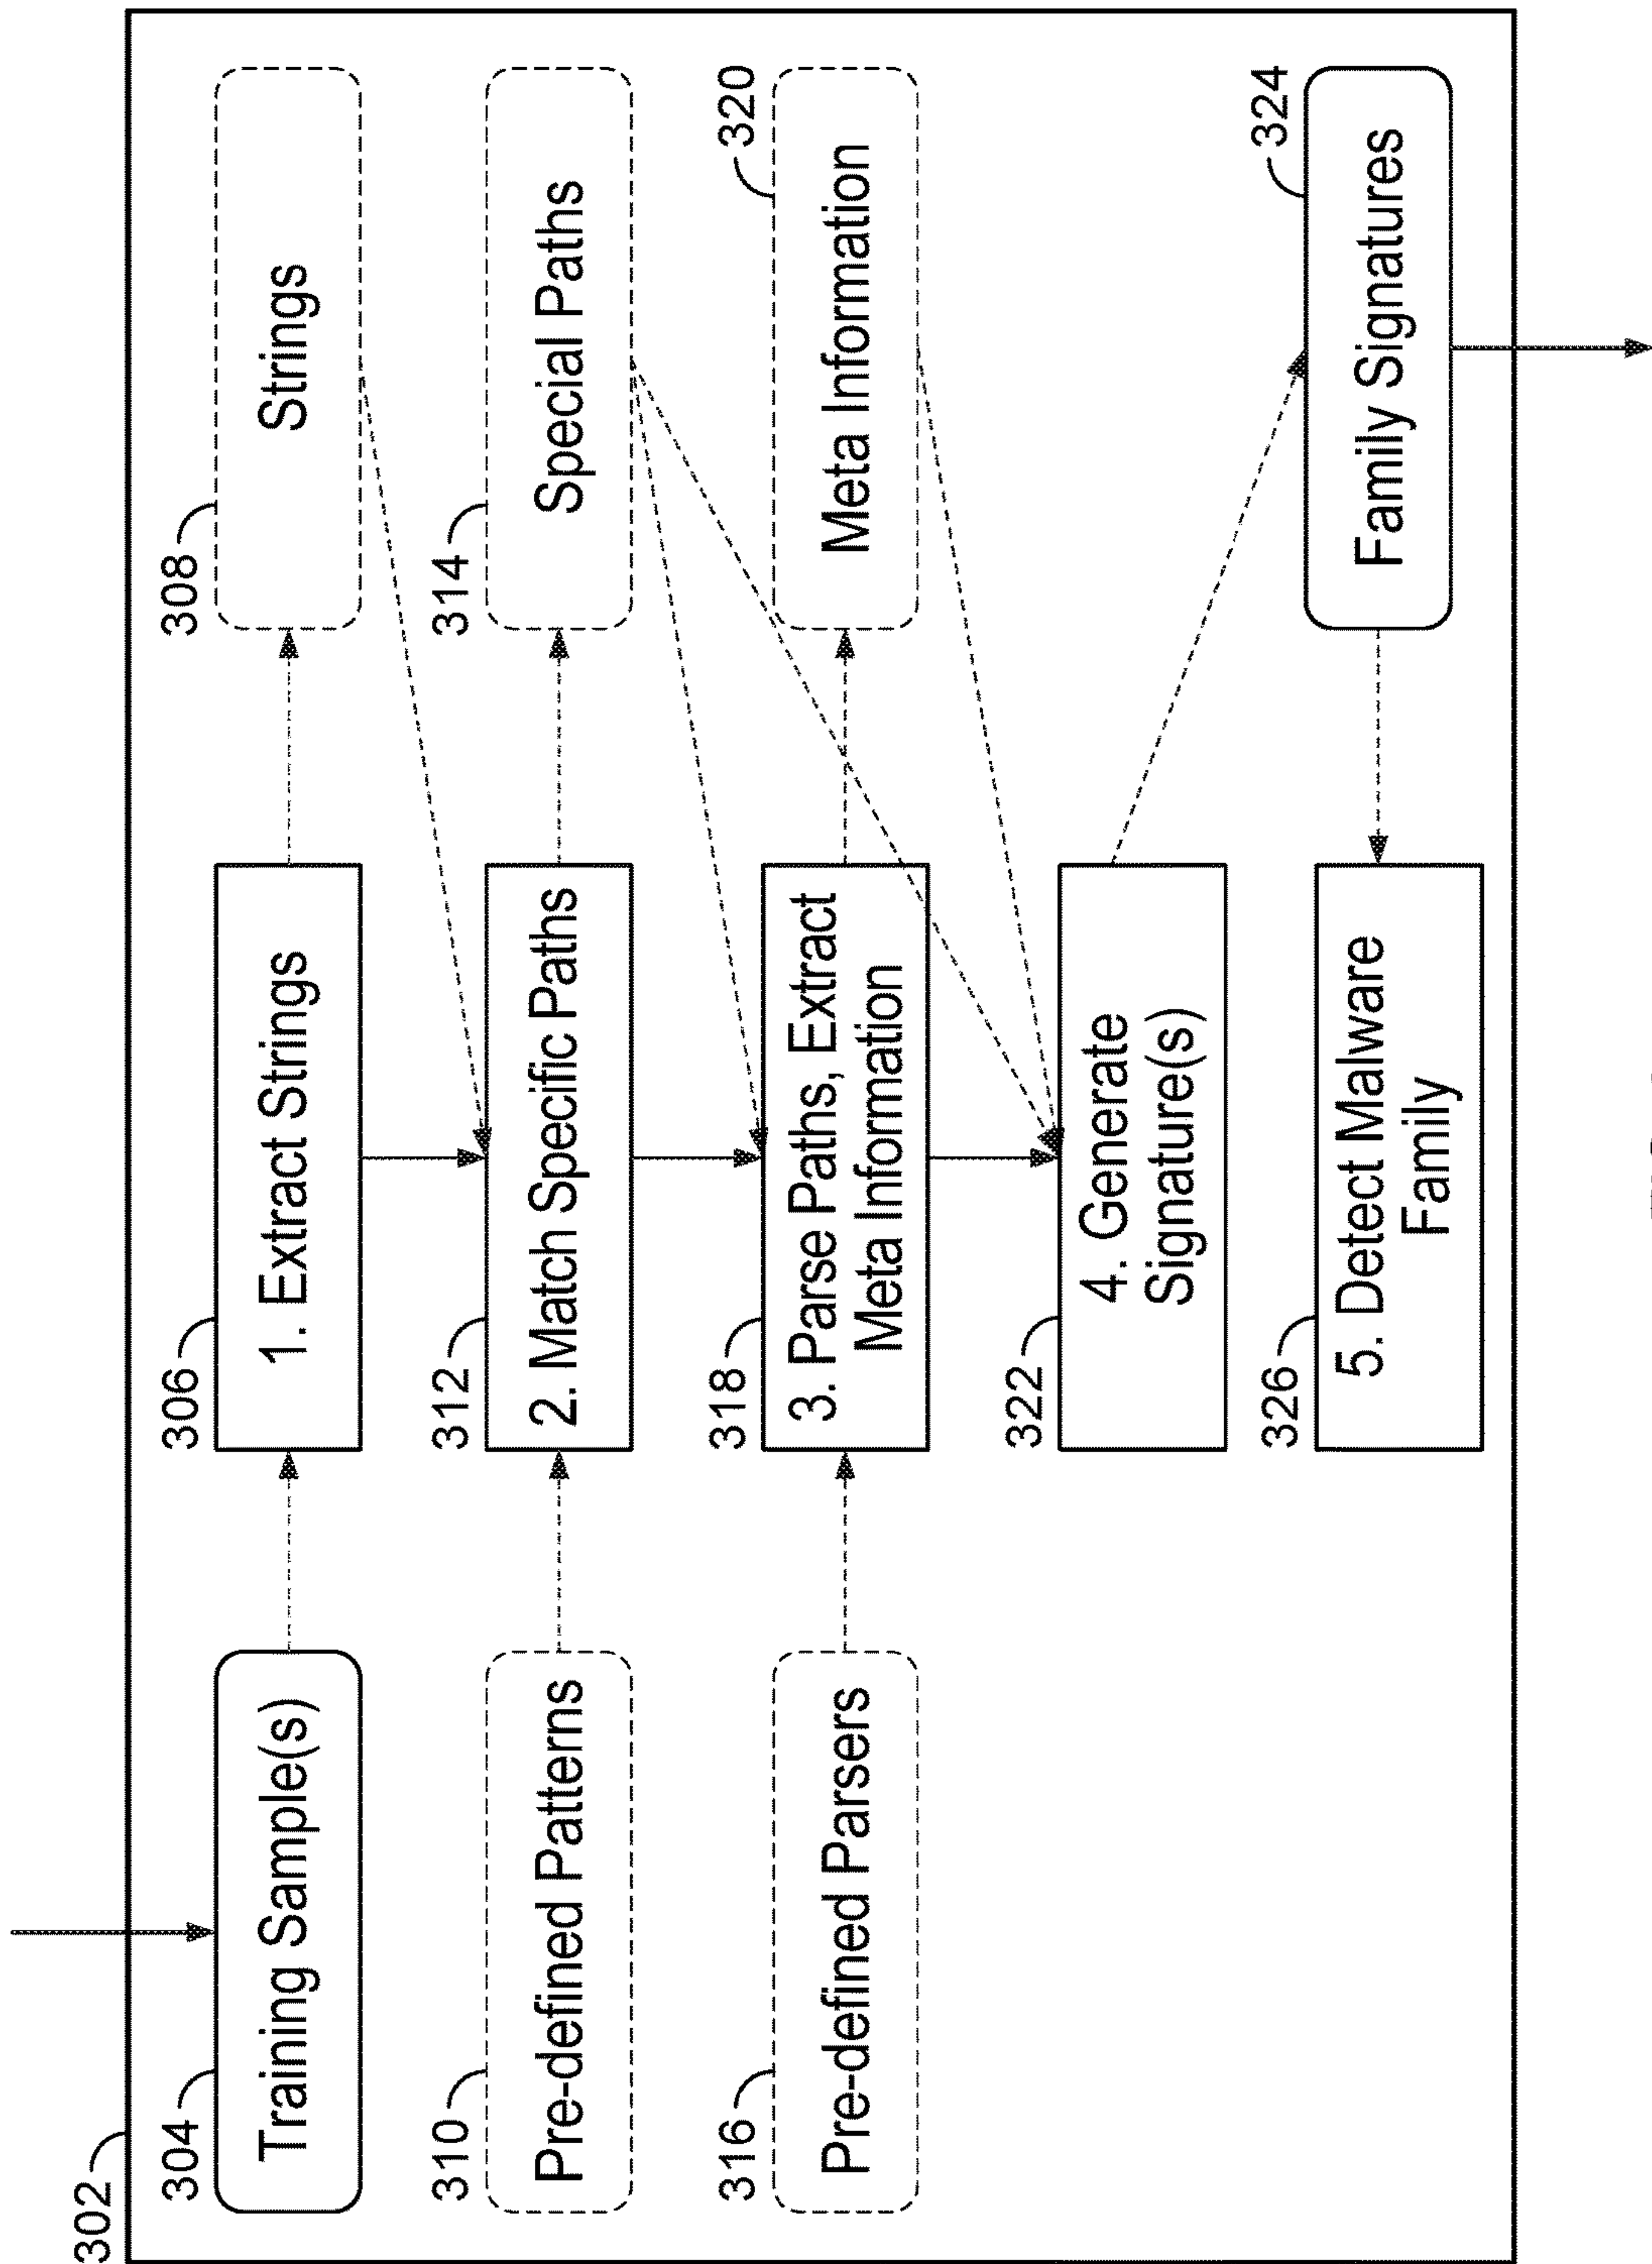 302
304
Training Sample(s)
306
1. Extract Strings
308
Strings
310
Pre-defined Patterns
312
2. Match Specific Paths
314
Special Paths
316
Pre-defined Parsers
318
3. Parse Paths, Extract
Meta Information
320
Meta Information
322
4. Generate
Signature(s)
324
Family Signatures
326
5. Detect Malware
Family